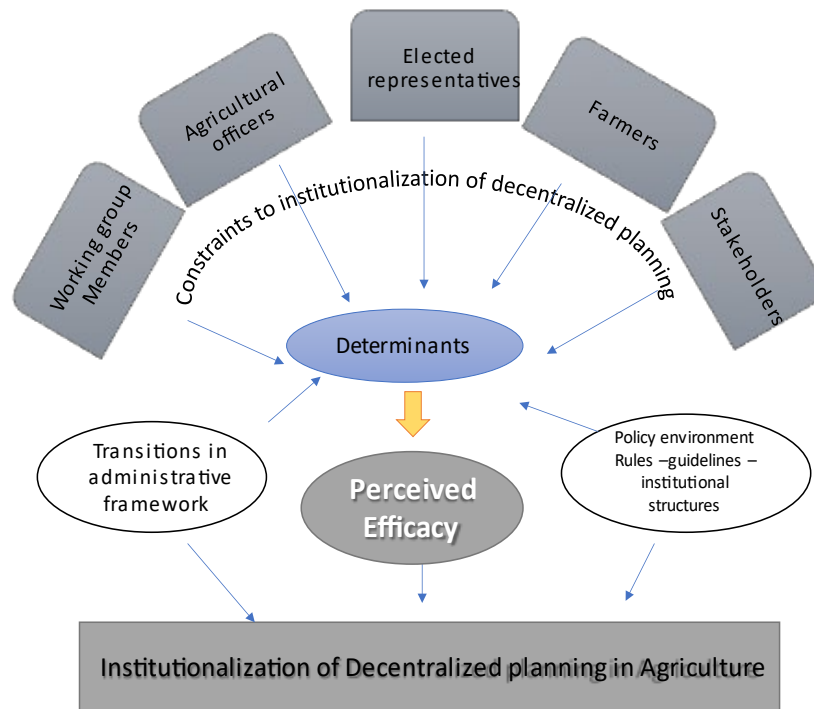 Elected
representatives
Agricultural
officers
Farmers
Working group
Members
Stakeholders
Constraints to institutionalization of decentralized planning
Determinants
Transitions in
administrative
framework
Perceived
Efficacy
Policy environment
Rules –guidelines –
institutional
structures
Institutionalization of Decentralized planning in Agriculture